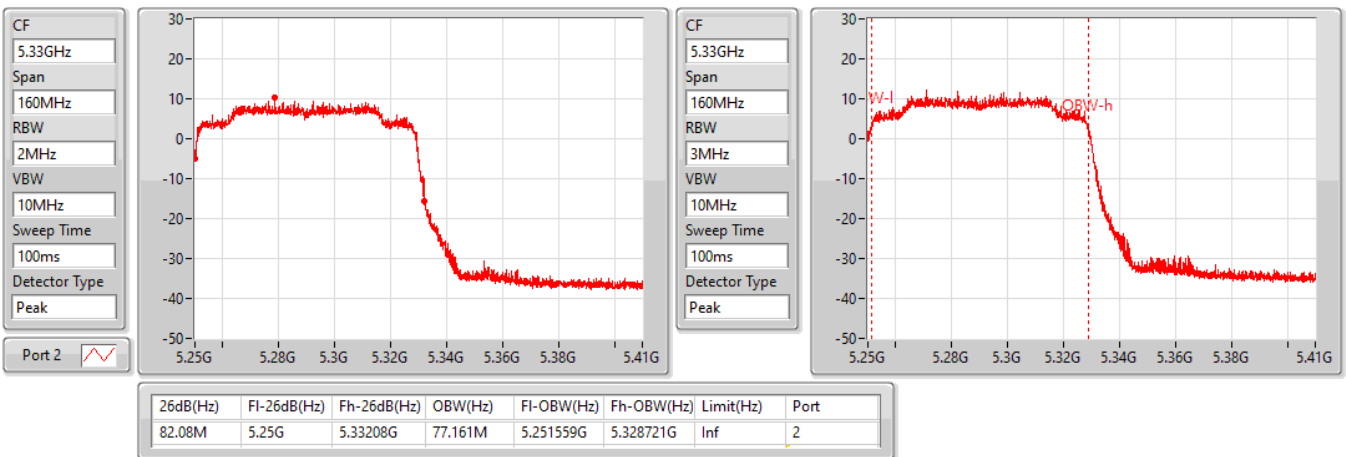 CF
5.33GHz
Span
160MHz
RBW
2MHz
VBW
10MHz
Sweep Time
100ms
Detector Type
Peak
Port 2
30
20
10
0
-10
-20
-30
-40
-50
5.25G 5.28G 5.3G 5.32G 5.34G 5.36G 5.38G 5.41G
CF
5.33GHz
Span
160MHz
RBW
3MHz
VBW
10MHz
Sweep Time
100ms
Detector Type
Peak
30
20
10
0
-10
-20
-30
-40
-50
W-l
OBW-h
5.25G 5.28G 5.3G 5.32G 5.34G 5.36G 5.38G 5.41G
26dB(Hz) Fl-26dB(Hz) Fh-26dB(Hz) OBW(Hz) Fl-OBW(Hz) Fh-OBW(Hz) Limit(Hz) Port
82.08M 5.25G 5.33208G 77.161M 5.251559G 5.328721G Inf 2